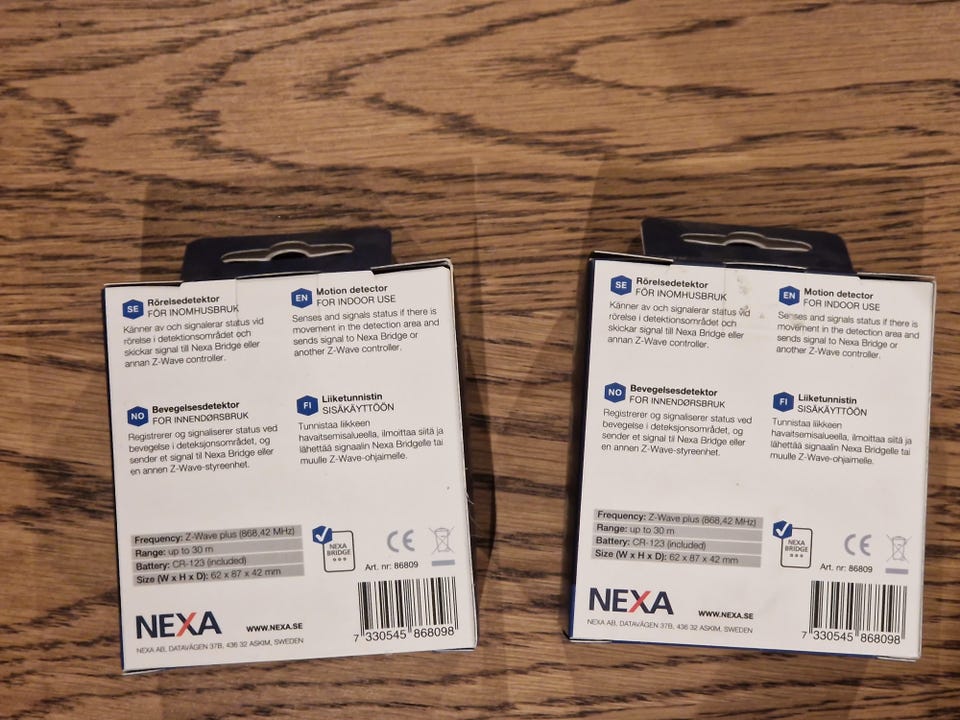 SE
Rörelsedetektor
FÖR INOMHUSBRUK
Känner av och signalerar status vid
rörelse i detektionsområdet och
skickar signal till Nexa Bridge eller
annan Z-Wave controller.
EN
Motion detector
FOR INDOOR USE
Senses and signals status if there is
movement in the detection area and
sends signal to Nexa Bridge or
another Z-Wave controller.
NO
Bevegelsesdetektor
FOR INNENDØRSBRUK
Registrerer og signaliserer status ved
bevegelse i deteksjonsområdet, og
sender et signal til Nexa Bridge eller
en annen Z-Wave-styreenhet.
FI
Liiketunnistin
SISÄKÄYTTÖÖN
Tunnistaa liikkeen
havaitsemisalueella, ilmoittaa siitä ja
lähettää signaalin Nexa Bridgelle tai
muulle Z-Wave-ohjaimelle.
Frequency: Z-Wave plus (868,42 MHz)
Range: up to 30 m
Battery: CR-123 (included)
Size (W x H x D): 62 x 87 x 42 mm
NEXA
BRIDGE
CE
Art. nr: 86809
NEXA
WWW.NEXA.SE
NEXA AB, DATAVÄGEN 37B, 436 32 ASKIM, SWEDEN
7 330545 868098
SE
Rörelsedetektor
FÖR INOMHUSBRUK
Känner av och signalerar status vid
rörelse i detektionsområdet och
skickar signal till Nexa Bridge eller
annan Z-Wave controller.
EN
Motion detector
FOR INDOOR USE
Senses and signals status if there is
movement in the detection area and
sends signal to Nexa Bridge or
another Z-Wave controller.
NO
Bevegelsesdetektor
FOR INNENDØRSBRUK
Registrerer og signaliserer status ved
bevegelse i deteksjonsområdet, og
sender et signal til Nexa Bridge eller
en annen Z-Wave-styreenhet.
FI
Liiketunnistin
SISÄKÄYTTÖÖN
Tunnistaa liikkeen
havaitsemisalueella, ilmoittaa siitä ja
lähettää signaalin Nexa Bridgelle tai
muulle Z-Wave-ohjaimelle.
Frequency: Z-Wave plus (868,42 MHz)
Range: up to 30 m
Battery: CR-123 (included)
Size (W x H x D): 62 x 87 x 42 mm
NEXA
BRIDGE
CE
Art. nr: 86809
NEXA
WWW.NEXA.SE
NEXA AB, DATAVÄGEN 37B, 436 32 ASKIM, SWEDEN
7 330545 868098